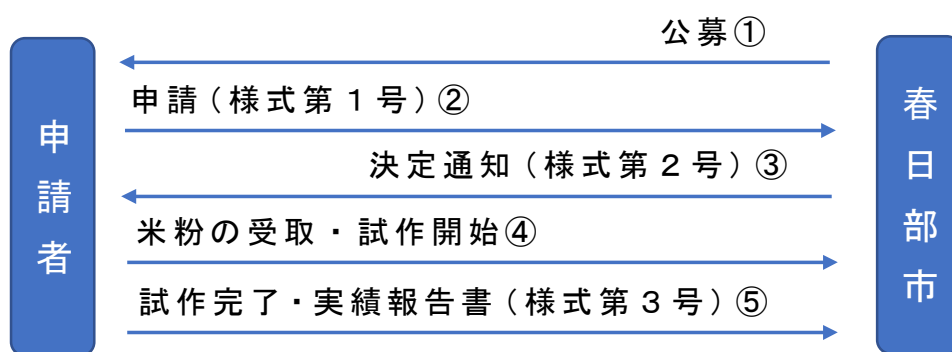 公募①
申請（様式第１号）②
決定通知（様式第２号）③
米粉の受取・試作開始④
試作完了・実績報告書（様式第３号）⑤
申請者
春日部市